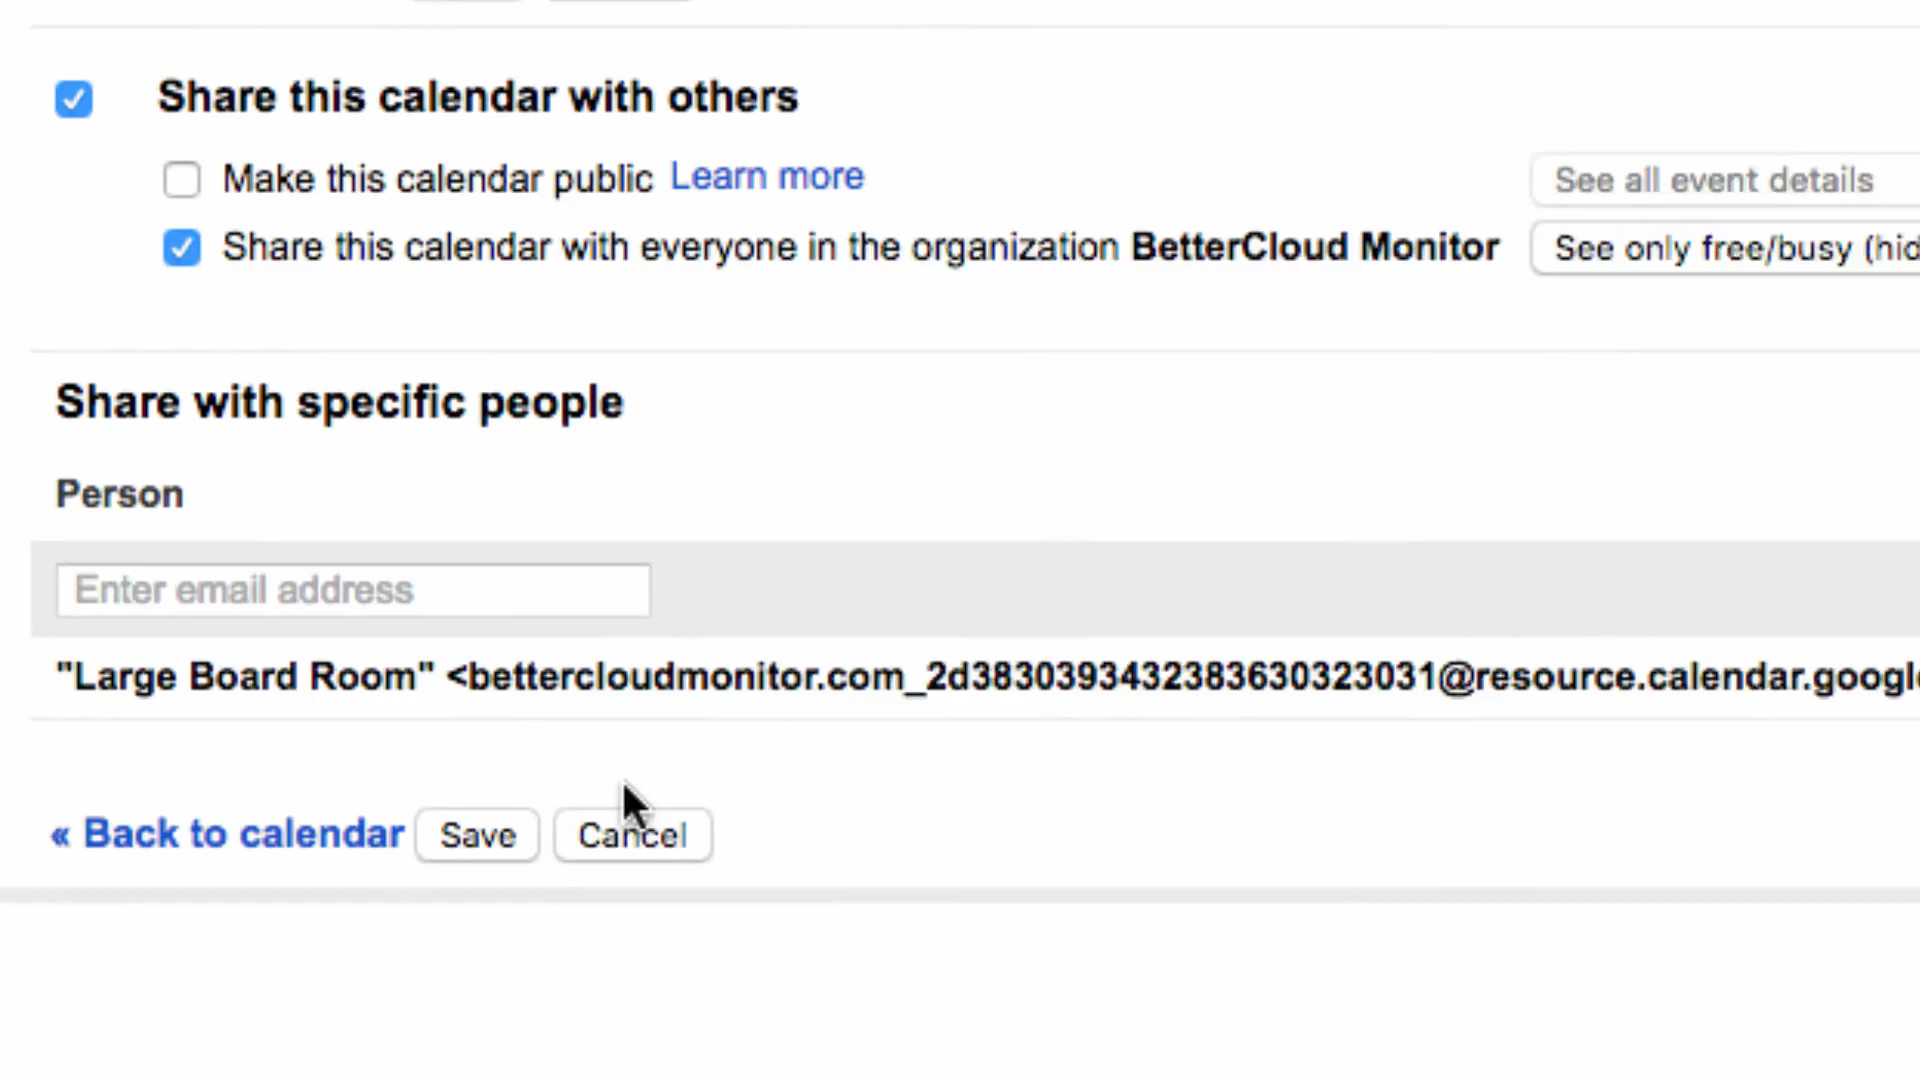 Share this calendar with others
Make this calendar public Learn more
See all event details
Share this calendar with everyone in the organization BetterCloud Monitor
See only free/busy (hid
Share with specific people
Person
Enter email address
"Large Board Room" <bettercloudmonitor.com_2d3830393432383630323031@resource.calendar.google
« Back to calendar Save Cancel